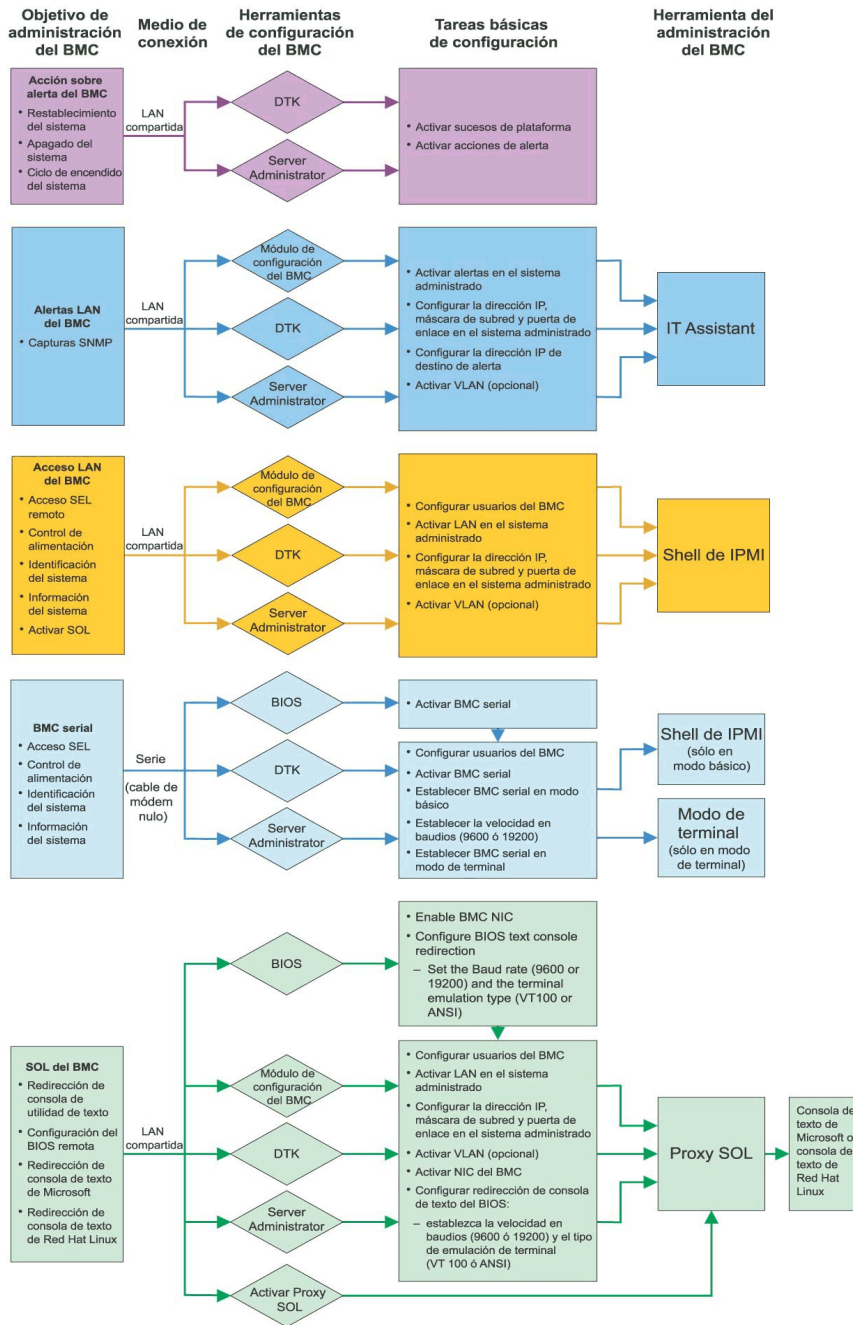 Objetivo de
administración
del BMC
Medio de
conexión
Herramientas
de configuración
del BMC
Tareas básicas
de configuración
Herramienta del
administración
del BMC
Acción sobre
alerta del BMC
• Restablecimiento
del sistema
• Apagado del
sistema
• Ciclo de encendido
del sistema
LAN
compartida
DTK
Server
Administrator
• Activar sucesos de plataforma
• Activar acciones de alerta
Alertas LAN
del BMC
• Capturas SNMP
LAN
compartida
Módulo de
configuración
del BMC
DTK
Server
Administrator
• Activar alertas en el sistema
administrado
• Configurar la dirección IP,
máscara de subred y puerta de
enlace en el sistema administrado
• Configurar la dirección IP de
destino de alerta
• Activar VLAN (opcional)
IT Assistant
Acceso LAN
del BMC
• Acceso SEL
remoto
• Control de
alimentación
• Identificación
del sistema
• Información
del sistema
• Activar SOL
LAN
compartida
Módulo de
configuración
del BMC
DTK
Server
Administrator
• Configurar usuarios del BMC
• Activar LAN en el sistema
administrado
• Configurar la dirección IP,
máscara de subred y puerta de
enlace en el sistema administrado
• Activar VLAN (opcional)
Shell de IPMI
BMC serial
• Acceso SEL
• Control de
alimentación
• Identificación
del sistema
• Información
del sistema
Serie
(cable de
módem
nulo)
BIOS
DTK
Server
Administrator
• Activar BMC serial
• Configurar usuarios del BMC
• Activar BMC serial
• Establecer BMC serial en modo
básico
• Establecer la velocidad en
baudios (9600 ó 19200)
• Establecer BMC serial en
modo de terminal
Shell de IPMI
(sólo en
modo básico)
Modo de
terminal
(sólo en modo
de terminal)
SOL del BMC
• Redirección de
consola de
utilidad de texto
• Configuración del
BIOS remota
• Redirección de
consola de texto
de Microsoft
• Redirección de
consola de texto
de Red Hat Linux
LAN
compartida
BIOS
Módulo de
configuración
del BMC
DTK
Server
Administrator
Activar Proxy
SOL
• Enable BMC NIC
• Configure BIOS text console
redirection
– Set the Baud rate (9600 or
19200) and the terminal
emulation type (VT100 or
ANSI)
• Configurar usuarios del BMC
• Activar LAN en el sistema
administrado
• Configurar la dirección IP,
máscara de subred y puerta de
enlace en el sistema administrado
• Activar VLAN (opcional)
• Activar NIC del BMC
• Configurar redirección de consola
de texto del BIOS:
– establezca la velocidad en
baudios (9600 ó 19200) y el tipo
de emulación de terminal
(VT 100 ó ANSI)
Proxy SOL
Consola de
texto de
Microsoft o
consola de
texto de
Red Hat
Linux